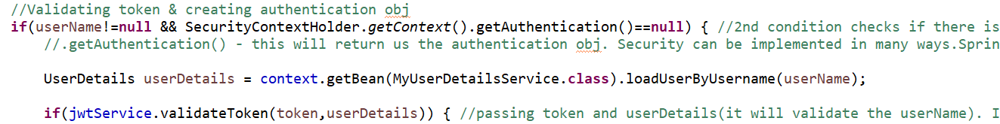 //Validating token & creating authentication obj
if(userName!=null && SecurityContextHolder.getContext().getAuthentication()==null) { //2nd condition checks if there is
//.getAuthentication() - this will return us the authentication obj. Security can be implemented in many ways.Sprin
UserDetails userDetails = context.getBean(MyUserDetailsService.class).loadUserByUsername(userName);
if(jwtService.validateToken(token,userDetails)) { //passing token and userDetails(it will validate the userName). I